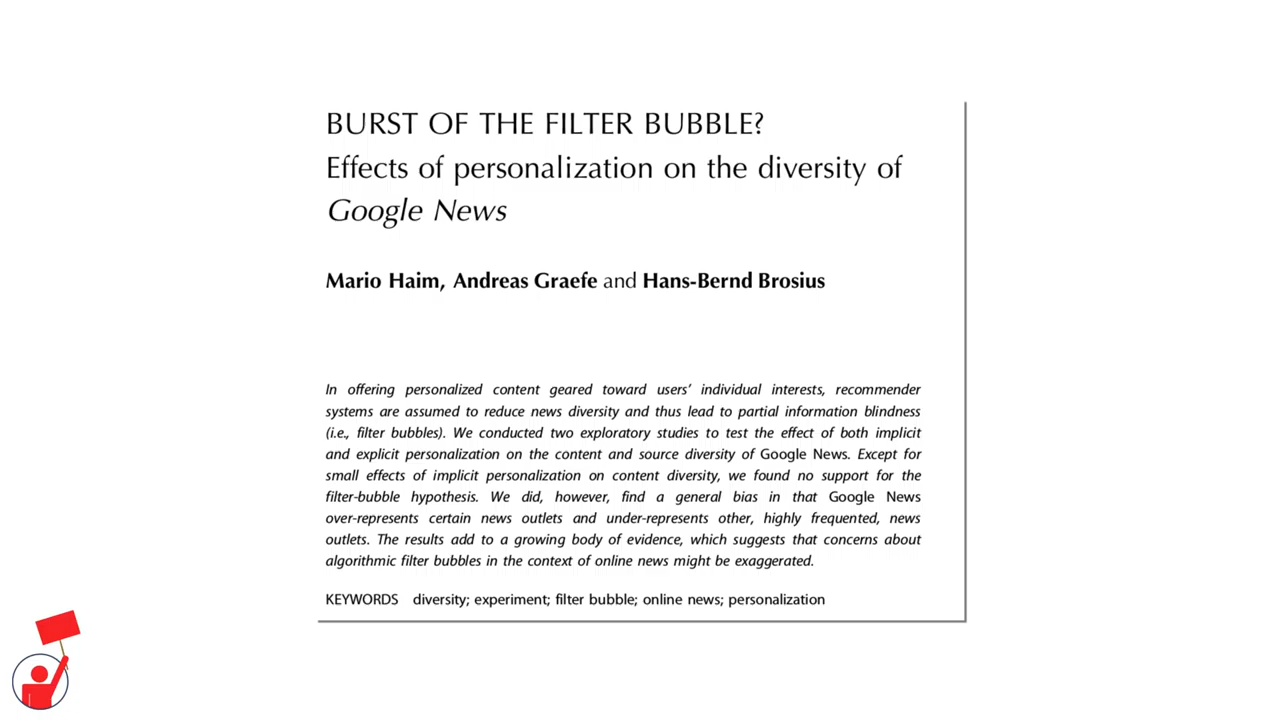 BURST OF THE FILTER BUBBLE?
Effects of personalization on the diversity of
Google News
Mario Haim, Andreas Graefe and Hans-Bernd Brosius
In offering personalized content geared toward users’ individual interests, recommender
systems are assumed to reduce news diversity and thus lead to partial information blindness
(i.e., filter bubbles). We conducted two exploratory studies to test the effect of both implicit
and explicit personalization on the content and source diversity of Google News. Except for
small effects of implicit personalization on content diversity, we found no support for the
filter-bubble hypothesis. We did, however, find a general bias in that Google News
over-represents certain news outlets and under-represents other, highly frequented, news
outlets. The results add to a growing body of evidence, which suggests that concerns about
algorithmic filter bubbles in the context of online news might be exaggerated.
KEYWORDS diversity; experiment; filter bubble; online news; personalization